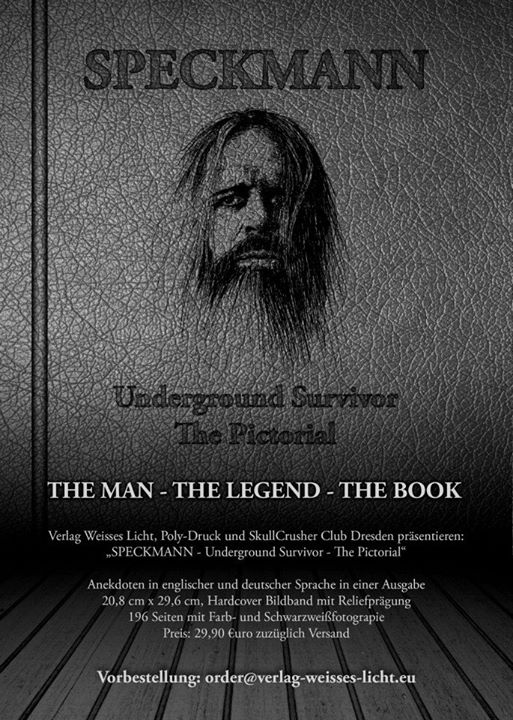 SPECKMANN
Underground Survivor
The Pictorial
THE MAN - THE LEGEND - THE BOOK
Verlag Weisses Licht, Poly-Druck und SkullCrusher Club Dresden präsentieren:
„SPECKMANN - Underground Survivor - The Pictorial“
Anekdoten in englischer und deutscher Sprache in einer Ausgabe
20,8 cm x 29,6 cm, Hardcover Bildband mit Reliefprägung
196 Seiten mit Farb- und Schwarzweißfotograpie
Preis: 29,90 €uro zuzüglich Versand
Vorbestellung: order@verlag-weisses-licht.eu